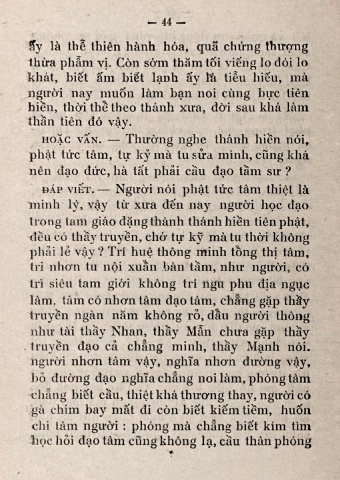 — 44 —
ấy là thể thiên hành hóa, quả chứng thượng
thừa phẩm vị. Còn sớm thăm tối viếng lo đói lo
khát, biết ấm biết lạnh ấy là tiễu hiếu, mà
người nay muốn làm bạn noi cùng bực tiên
hiền, thời thề theo thánh xưa, đời sau khá làm
thần tiên đó vậy.
HOẶC VẤN. — Thường nghe thánh hiền nói,
phật tức tâm, tự kỷ mà tu sửa mình, cũng khá
nên đạo đức, hà tất phải cầu đạo tầm sư ?
ĐÁP VIẾT. — Người nói phật tức tâm thiệt là
minh lý, vậy từ xưa đến nay người học đạo
trong tam giáo đặng thành thánh hiền tiên phật,
đều có thầy truyền, chớ tự kỷ mà tu thời không
phải lẻ vậy ? Trí huệ thông minh tồng thị tâm,
tri nhơn tu nội xuần bàn tầm, như người, có
trí siêu tam giới không trí ngu phu địa ngục
lâm, tâm có nhơn tâm đạo tâm, chẳng gặp thầy
truyền ngàn năm không rỏ, dầu người thông
như tài thầy Nhan, thầy Mẫn chưa gặp thầy
truyền đạo cả chẳng minh, thầy Mạnh nói.
người nhơn tâm vậy, nghĩa nhơn đường vậy,
bỏ đường đạo nghĩa chẳng noi làm, phóng tâm
chẳng biết cầu, thiệt khá thương thay, người có
gà chim bay mất đi còn biết kiếm tiềm, huốn
chi tâm người : phóng mà chẳng biết kím tìm
học hỏi đạo tâm cũng không lạ, cầu thân phóng